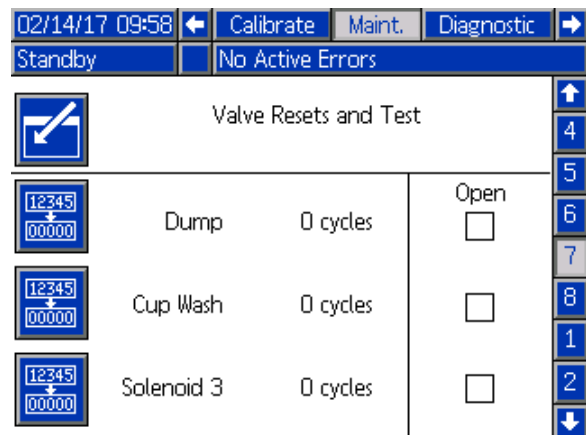 02/14/17 09:58 Calibrate Maint. Diagnostic
Standby No Active Errors
Valve Resets and Test
4
5
Open
12345
00000
Dump 0 cycles
6
7
12345
00000
Cup Wash 0 cycles
8
1
12345
00000
Solenoid 3 0 cycles
2